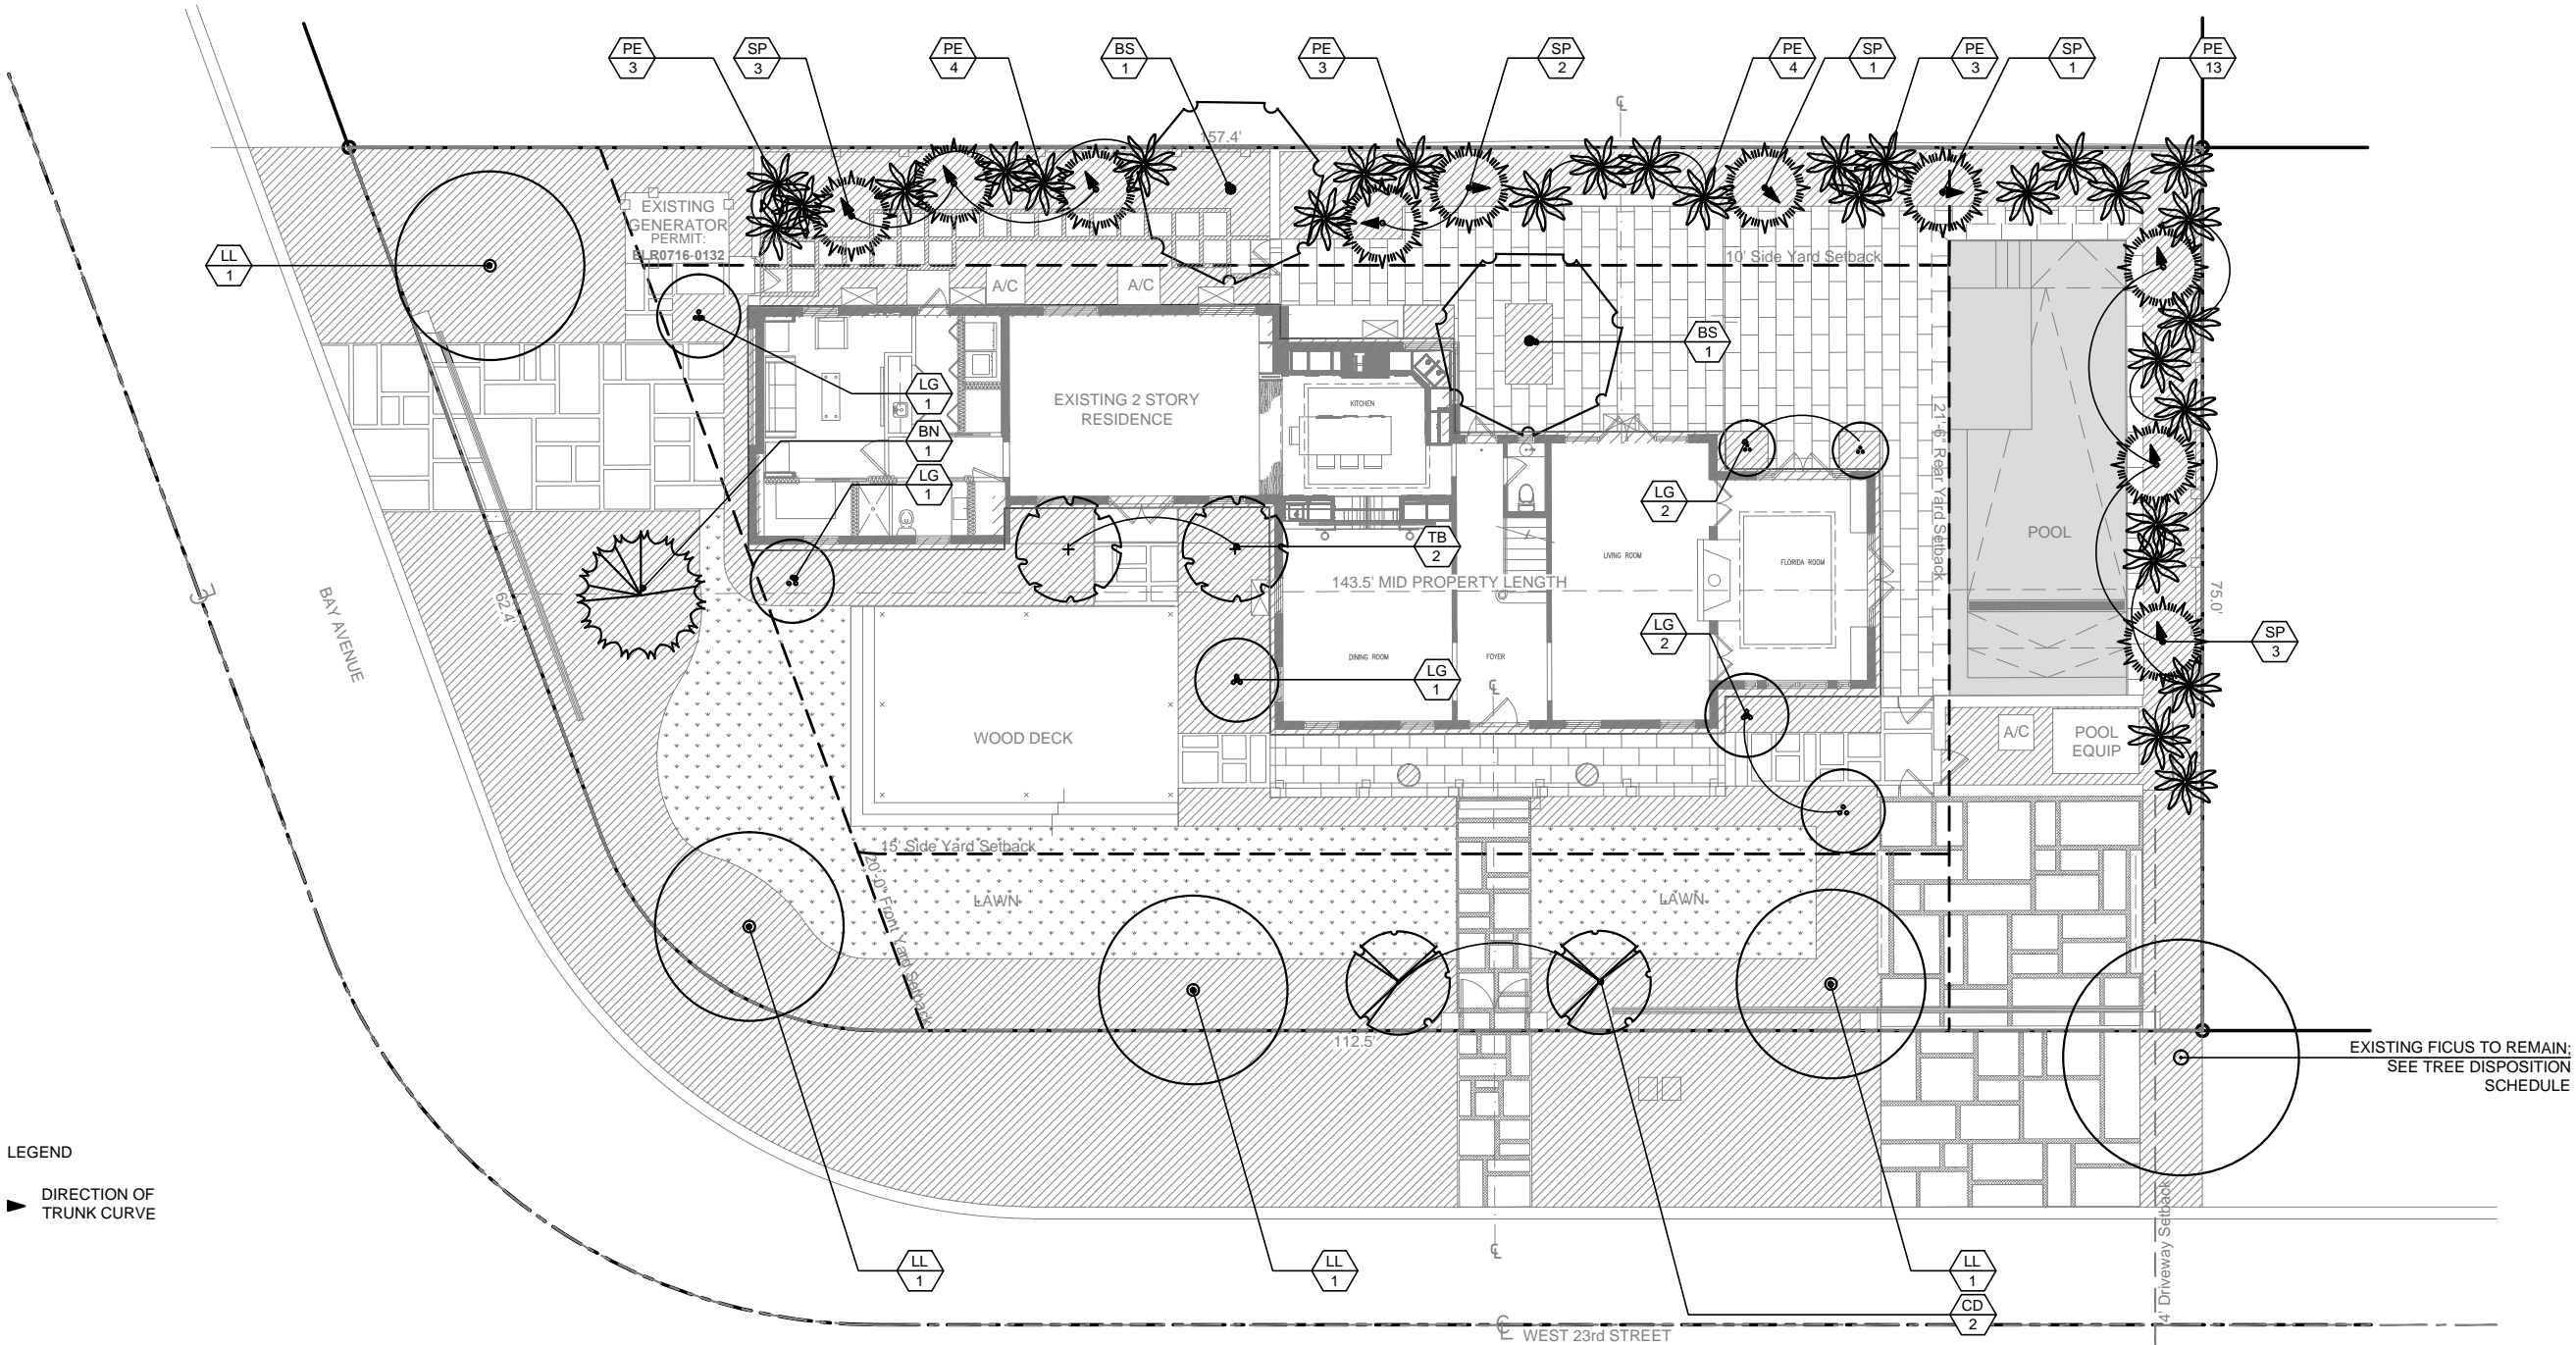 PE
3
SP
3
PE
4
BS
1
PE
3
SP
2
PE
4
SP
1
PE
3
SP
1
PE
13
157.4'
EXISTING
GENERATOR
PERMIT:
BLR0716-0132
LL
1
A/C
A/C
10' Side Yard Setback
BS
1
LG
1
BN
1
LG
1
EXISTING 2 STORY
RESIDENCE
KITCHEN
21'-6" Rear Yard Setback
LG
2
POOL
TB
2
LIVING ROOM
FLORIDA ROOM
143.5' MID PROPERTY LENGTH
BAY AVENUE
62.4'
75.0'
LG
2
SP
3
DINING ROOM
FOYER
LG
1
WOOD DECK
A/C
POOL
EQUIP
15' Side Yard Setback
20'-0" Front Yard Setback
LAWN
LAWN
112.5'
EXISTING FICUS TO REMAIN;
SEE TREE DISPOSITION
SCHEDULE
LEGEND
DIRECTION OF
TRUNK CURVE
4' Driveway Setback
LL
1
LL
1
LL
1
CD
2
WEST 23rd STREET